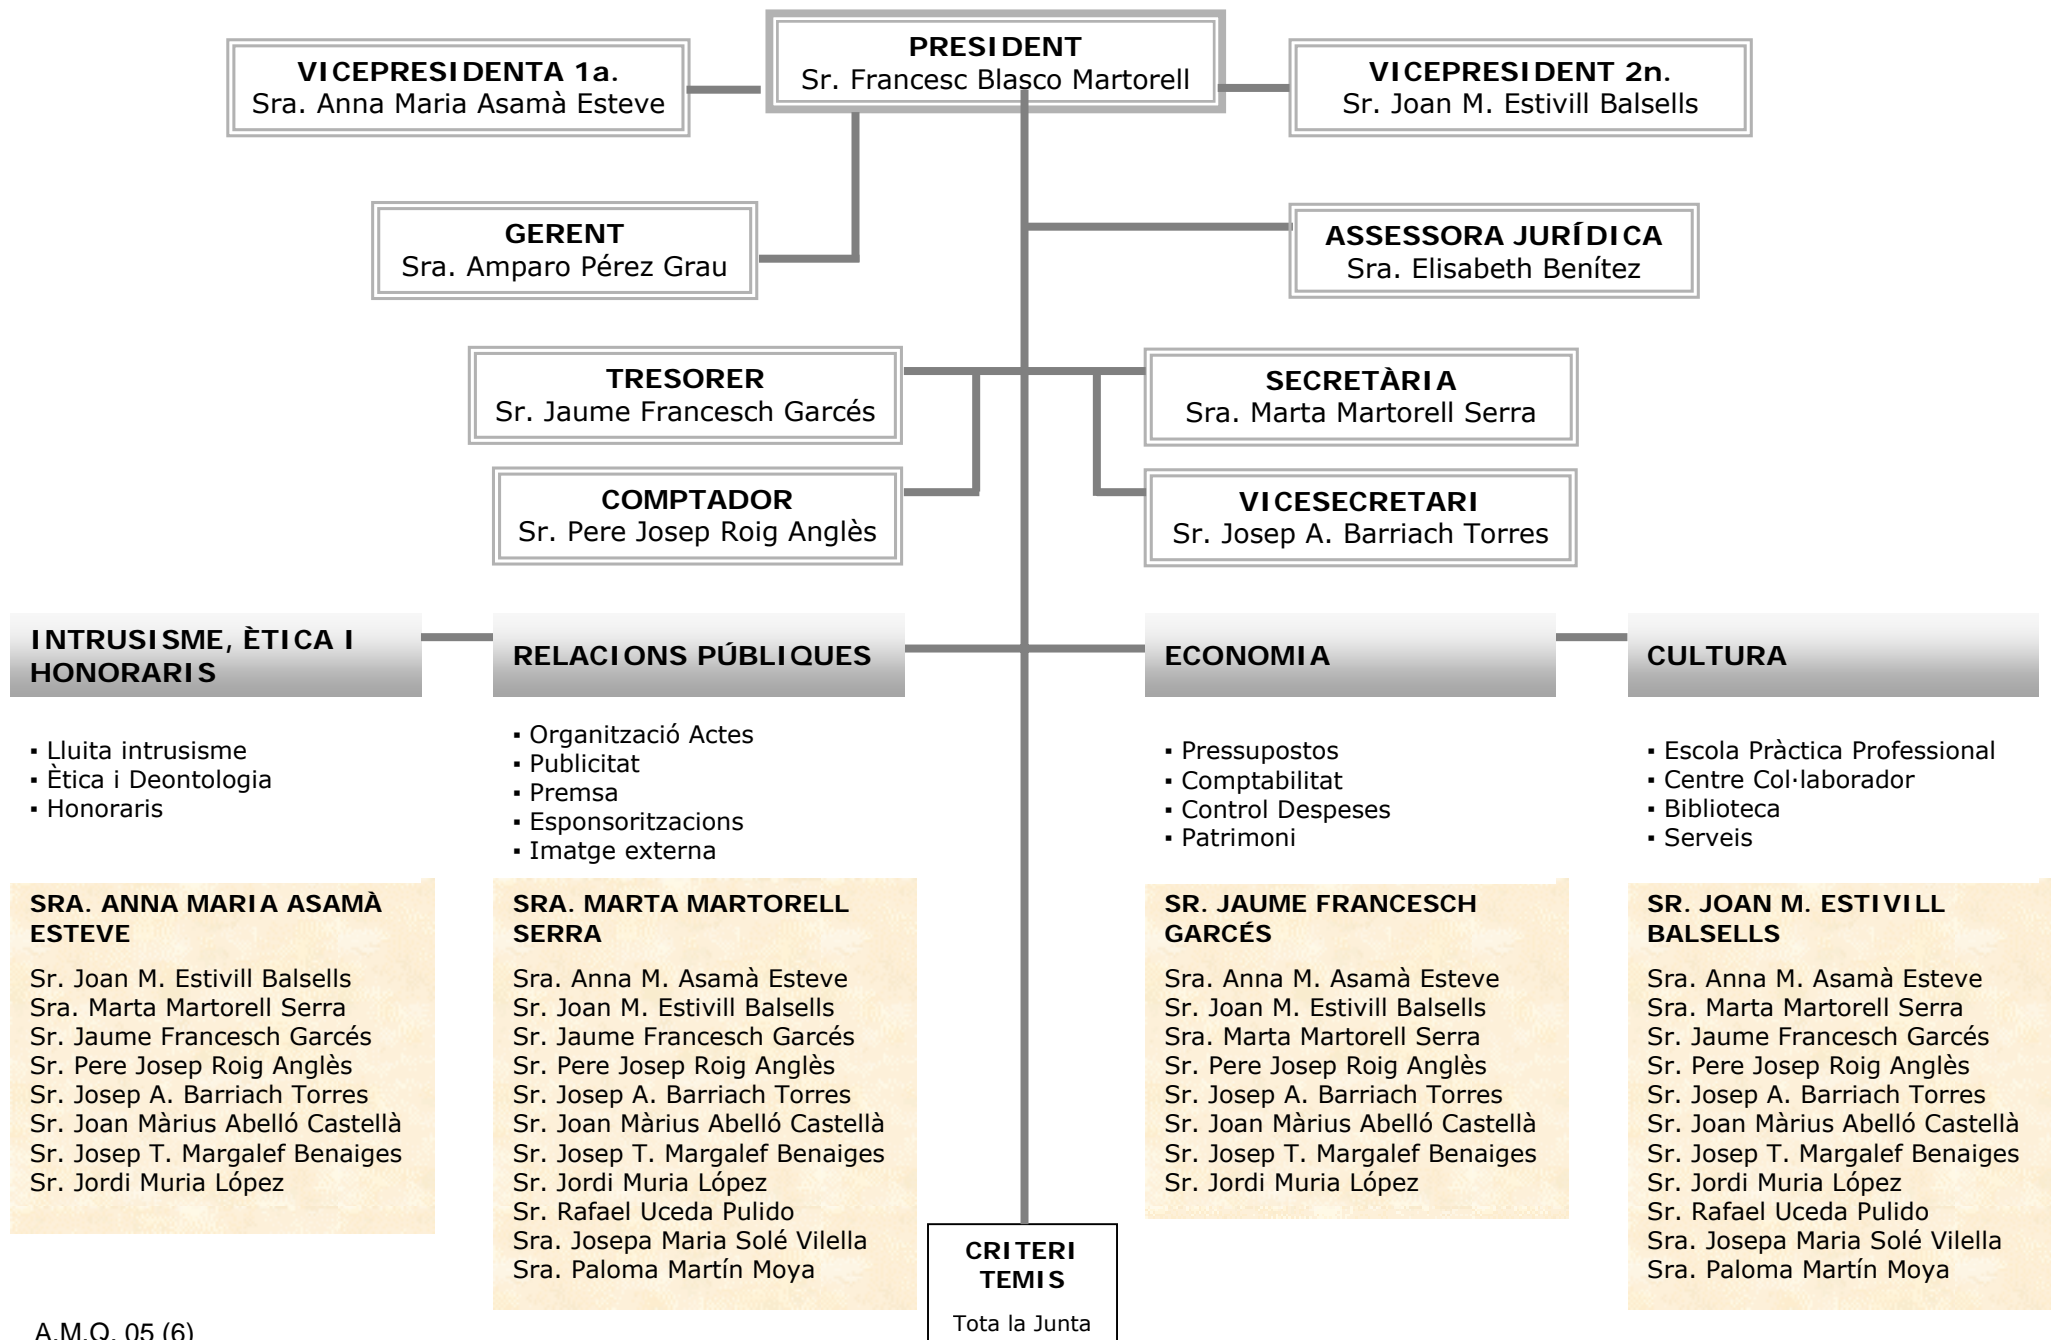 PRESIDENT
Sr. Francesc Blasco Martorell
VICEPRESIDENTA 1a.
Sra. Anna Maria Asamà Esteve
VICEPRESIDENT 2n.
Sr. Joan M. Estivill Balsells
GERENT
Sra. Amparo Pérez Grau
ASSESSORA JURÍDICA
Sra. Elisabeth Benítez
TRESORER
Sr. Jaume Francesch Garcés
SECRETÀRIA
Sra. Marta Martorell Serra
COMPTADOR
Sr. Pere Josep Roig Anglès
VICESECRETARI
Sr. Josep A. Barriach Torres
INTRUSISME, ÈTICA I
HONORARIS
▪ Lluita intrusisme
▪ Ètica i Deontologia
▪ Honoraris
SRA. ANNA MARIA ASAMÀ
ESTEVE
Sr. Joan M. Estivill Balsells
Sra. Marta Martorell Serra
Sr. Jaume Francesch Garcés
Sr. Pere Josep Roig Anglès
Sr. Josep A. Barriach Torres
Sr. Joan Màrius Abelló Castellà
Sr. Josep T. Margalef Benaiges
Sr. Jordi Muria López
RELACIONS PÚBLIQUES
▪ Organització Actes
▪ Publicitat
▪ Premsa
▪ Esponsoritzacions
▪ Imatge externa
SRA. MARTA MARTORELL
SERRA
Sra. Anna M. Asamà Esteve
Sr. Joan M. Estivill Balsells
Sr. Jaume Francesch Garcés
Sr. Pere Josep Roig Anglès
Sr. Josep A. Barriach Torres
Sr. Joan Màrius Abelló Castellà
Sr. Josep T. Margalef Benaiges
Sr. Jordi Muria López
Sr. Rafael Uceda Pulido
Sra. Josepa Maria Solé Vilella
Sra. Paloma Martín Moya
ECONOMIA
▪ Pressupostos
▪ Comptabilitat
▪ Control Despeses
▪ Patrimoni
SR. JAUME FRANCESCH
GARCÉS
Sra. Anna M. Asamà Esteve
Sr. Joan M. Estivill Balsells
Sra. Marta Martorell Serra
Sr. Pere Josep Roig Anglès
Sr. Josep A. Barriach Torres
Sr. Joan Màrius Abelló Castellà
Sr. Josep T. Margalef Benaiges
Sr. Jordi Muria López
CULTURA
▪ Escola Pràctica Professional
▪ Centre Col·laborador
▪ Biblioteca
▪ Serveis
SR. JOAN M. ESTIVILL
BALSELLS
Sra. Anna M. Asamà Esteve
Sra. Marta Martorell Serra
Sr. Jaume Francesch Garcés
Sr. Pere Josep Roig Anglès
Sr. Josep A. Barriach Torres
Sr. Joan Màrius Abelló Castellà
Sr. Josep T. Margalef Benaiges
Sr. Jordi Muria López
Sr. Rafael Uceda Pulido
Sra. Josepa Maria Solé Vilella
Sra. Paloma Martín Moya
CRITERI
TEMIS
Tota la Junta
A.M.Q. 05 (6)